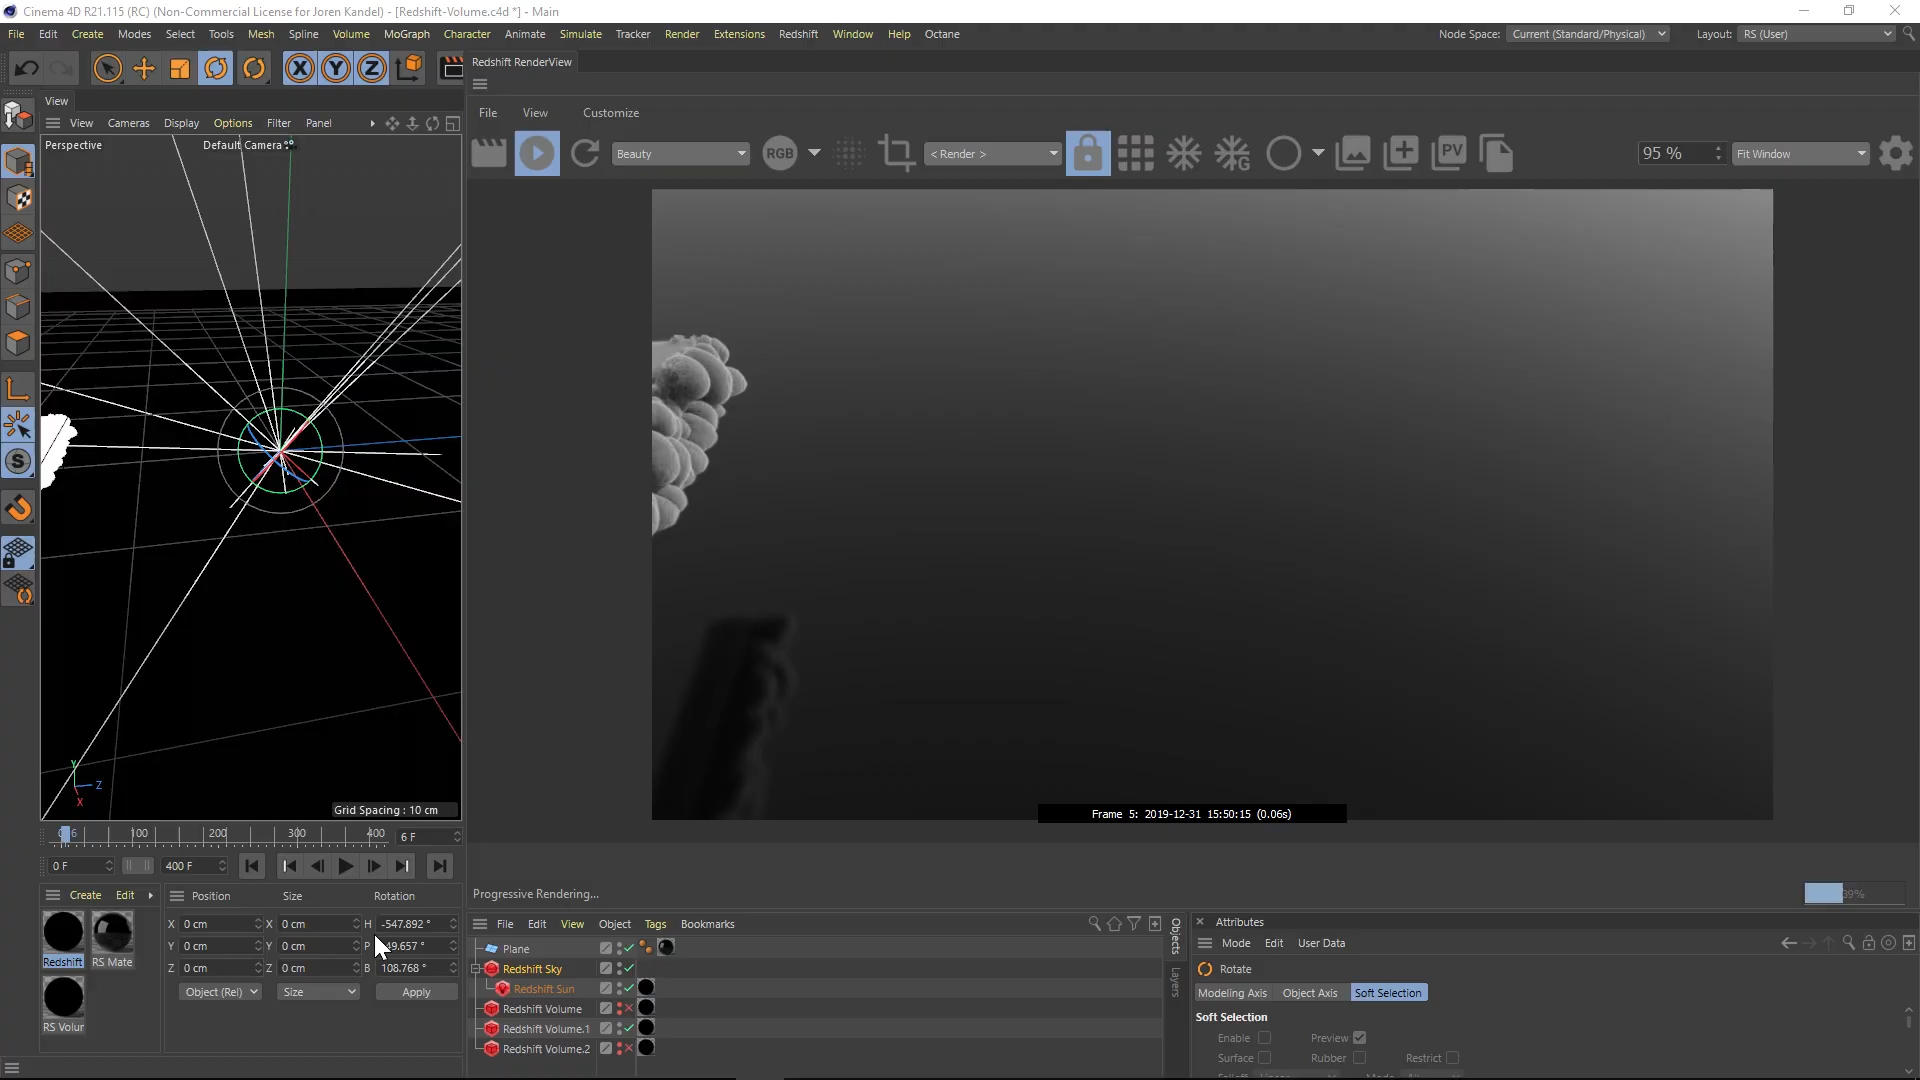 Cinema 4D R21.115 (RC) (Non-Commercial License for Joren Kandel) - [Redshift-Volume.c4d *] - Main
File Edit Create Modes Select Tools Mesh Spline Volume MoGraph Character Animate Simulate Tracker Render Extensions Redshift Window Help Octane Node Space: Current (Standard/Physical) Layout: RS (User)
X Y Z Redshift RenderView
View
File View Customize
View Cameras Display Options Filter Panel
Perspective Default Camera
Beauty RGB < Render > G PV 95 % Fit Window
S
Y
Z
X
Grid Spacing : 10 cm
Frame 5: 2019-12-31 15:50:15 (0.06s)
6 100 200 300 400 6 F
0 F 400 F
Progressive Rendering... 39%
Create Edit Position Size Rotation
X 0 cm X 0 cm H -547.892 °
Y 0 cm Y 0 cm P 49.657 °
Z 0 cm Z 0 cm B 108.768 °
Object (Rel) Size Apply
Redshift RS Mate
RS Volur
File Edit View Object Tags Bookmarks
Plane
Redshift Sky
Redshift Sun
Redshift Volume
Redshift Volume.1
Redshift Volume.2
Objects
Layers
Attributes
Mode Edit User Data
Rotate
Modeling Axis Object Axis Soft Selection
Soft Selection
Enable Preview
Surface Rubber Restrict